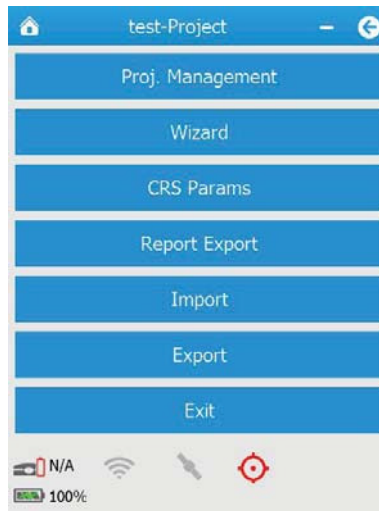 test-Project
Proj. Management
Wizard
CRS Params
Report Export
Import
Export
Exit
N/A
100%